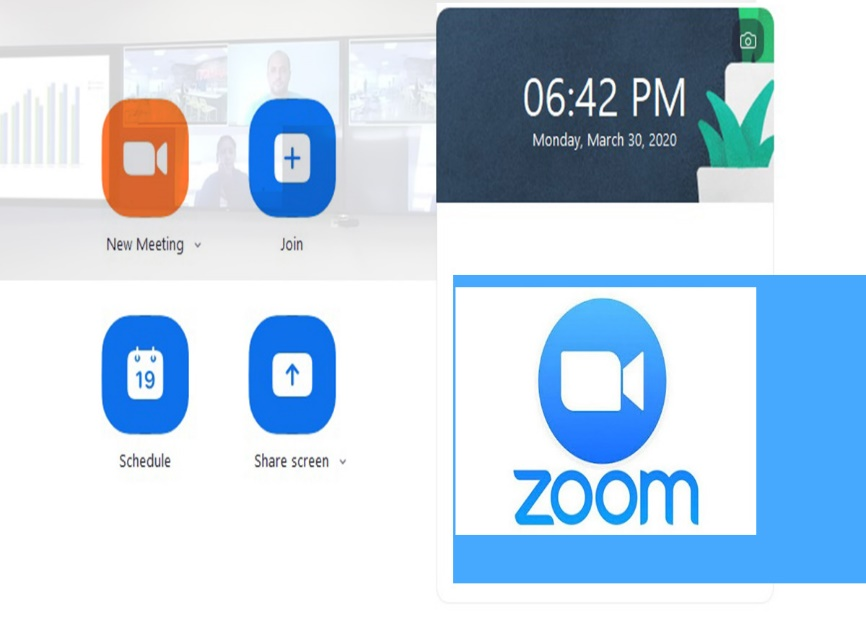 New Meeting
Join
19
Schedule
Share screen
06:42 PM
Monday, March 30, 2020
zoom